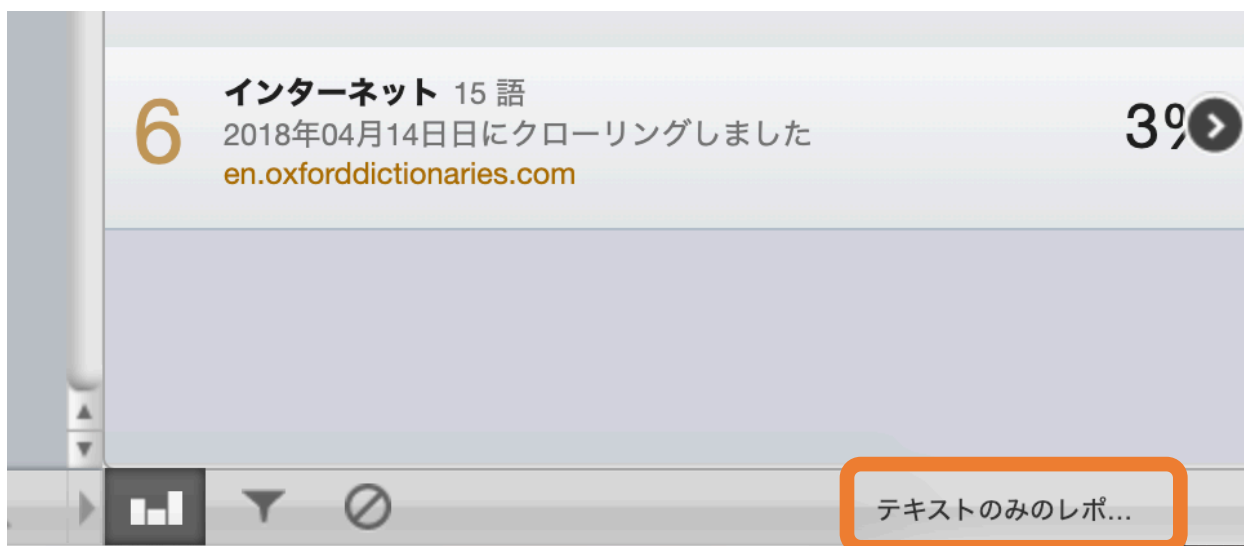 6
インターネット 15 語
2018年04月14日日にクローリングしました
en.oxforddictionaries.com
3%
テキストのみのレポ...